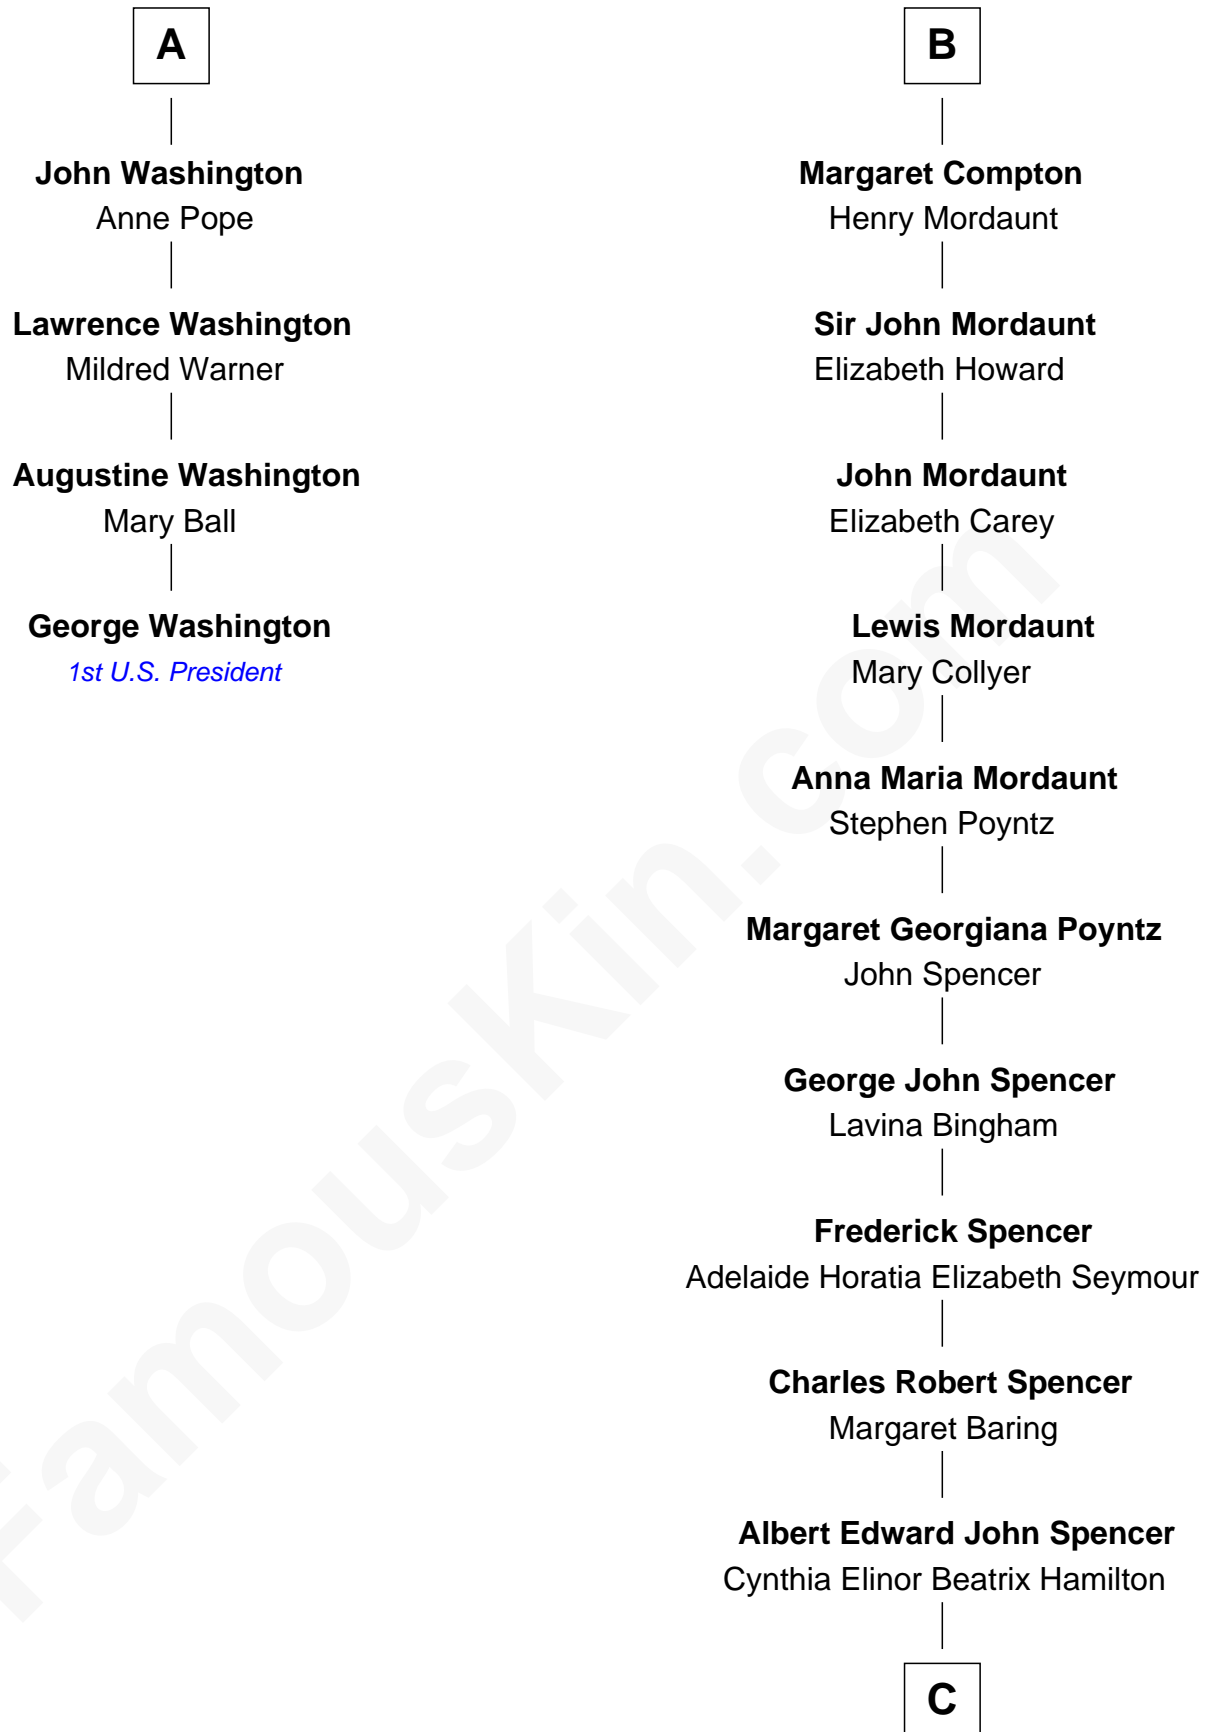 A
John Washington
Anne Pope
Lawrence Washington
Mildred Warner
Augustine Washington
Mary Ball
George Washington
1st U.S. President
B
Margaret Compton
Henry Mordaunt
Sir John Mordaunt
Elizabeth Howard
John Mordaunt
Elizabeth Carey
Lewis Mordaunt
Mary Collyer
Anna Maria Mordaunt
Stephen Poyntz
Margaret Georgiana Poyntz
John Spencer
George John Spencer
Lavina Bingham
Frederick Spencer
Adelaide Horatia Elizabeth Seymour
Charles Robert Spencer
Margaret Baring
Albert Edward John Spencer
Cynthia Elinor Beatrix Hamilton
C
FamousKin.com